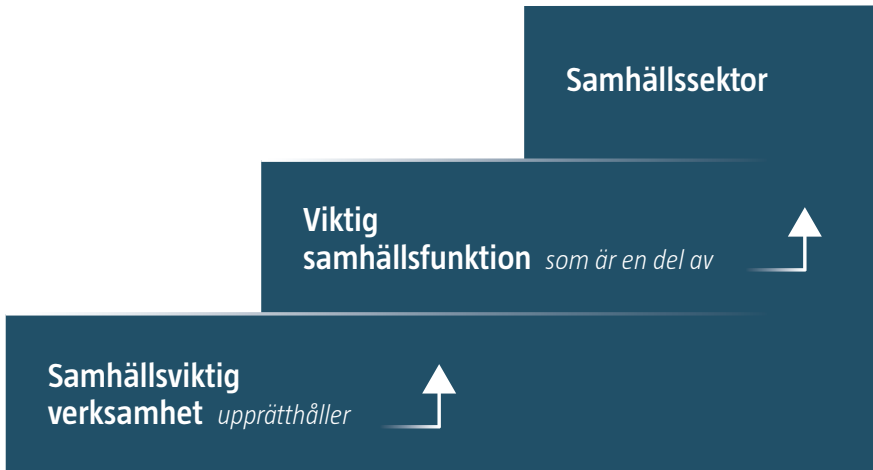 Samhällssektor
Viktig
samhällsfunktion som är en del av
Samhällsviktig
verksamhet upprätthåller